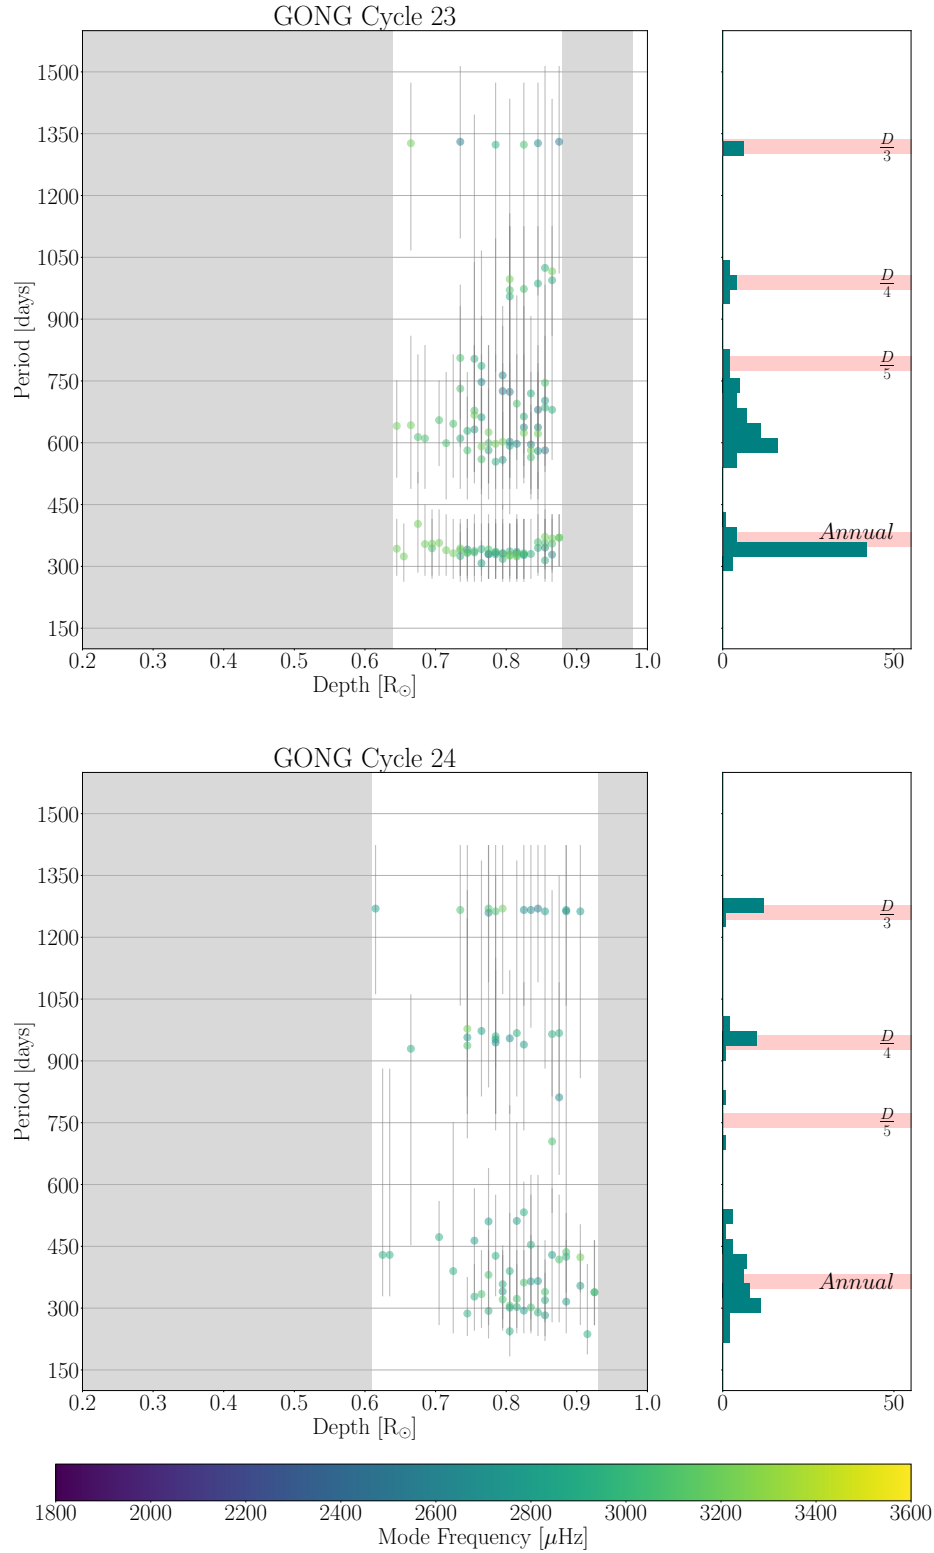 GONG Cycle 23
1500
1350
1200
1050
900
750
600
450
300
150
Period [days]
0.2 0.3 0.4 0.5 0.6 0.7 0.8 0.9 1.0
Depth [R☉]
D/3
D/4
D/5
Annual
0 50
GONG Cycle 24
1500
1350
1200
1050
900
750
600
450
300
150
Period [days]
0.2 0.3 0.4 0.5 0.6 0.7 0.8 0.9 1.0
Depth [R☉]
D/3
D/4
D/5
Annual
0 50
1800 2000 2200 2400 2600 2800 3000 3200 3400 3600
Mode Frequency [μHz]